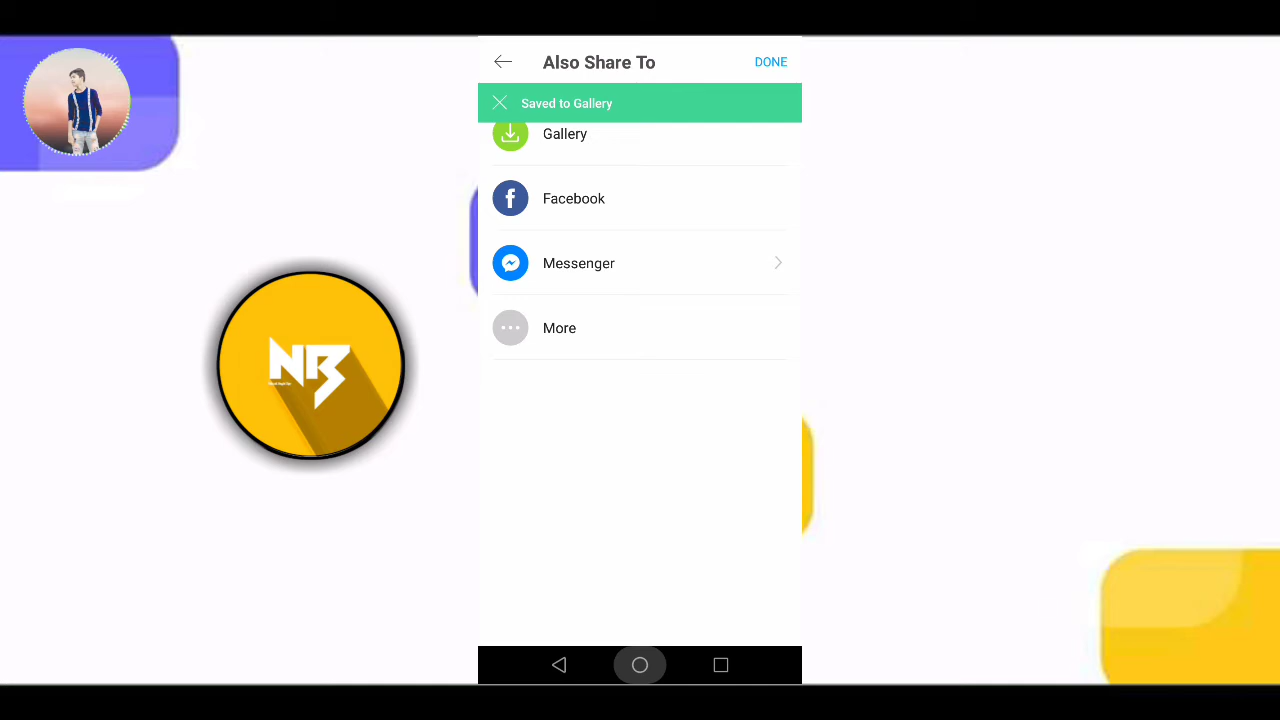 Also Share To
DONE
Saved to Gallery
Gallery
Facebook
Messenger
More
NB